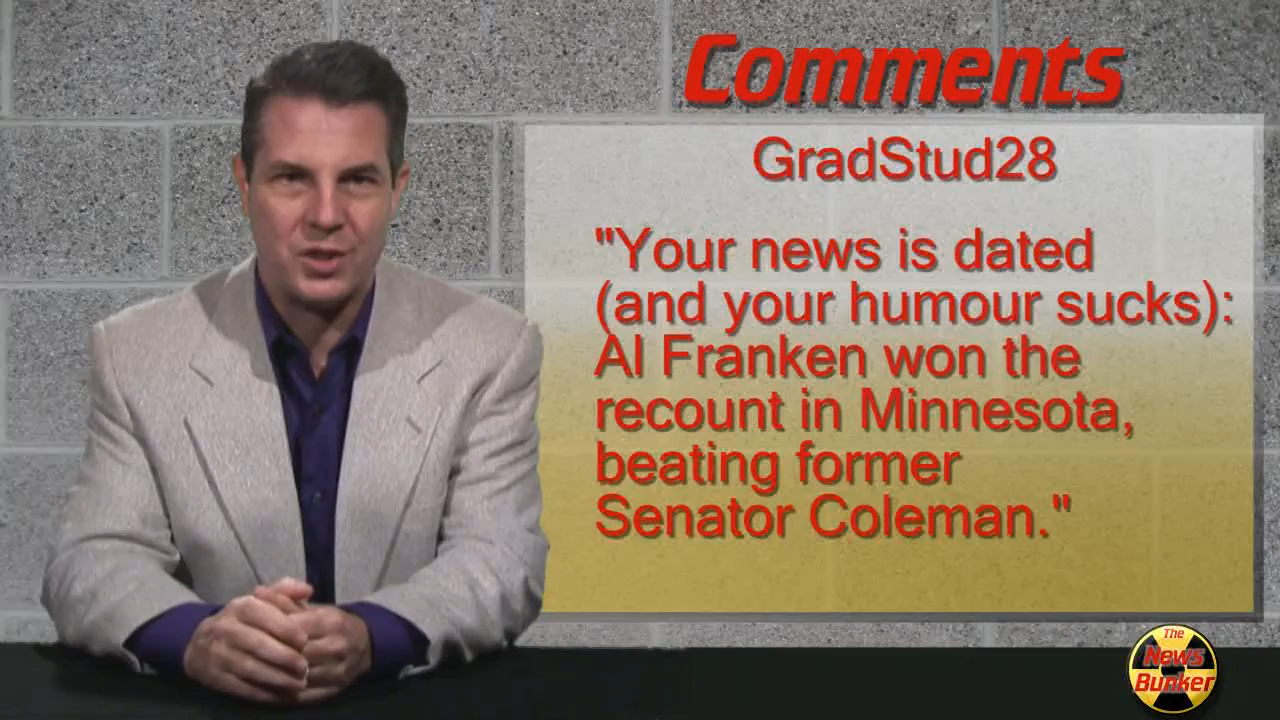 Comments
GradStud28
"Your news is dated
(and your humour sucks):
Al Franken won the
recount in Minnesota,
beating former
Senator Coleman."
The
News
Bunker